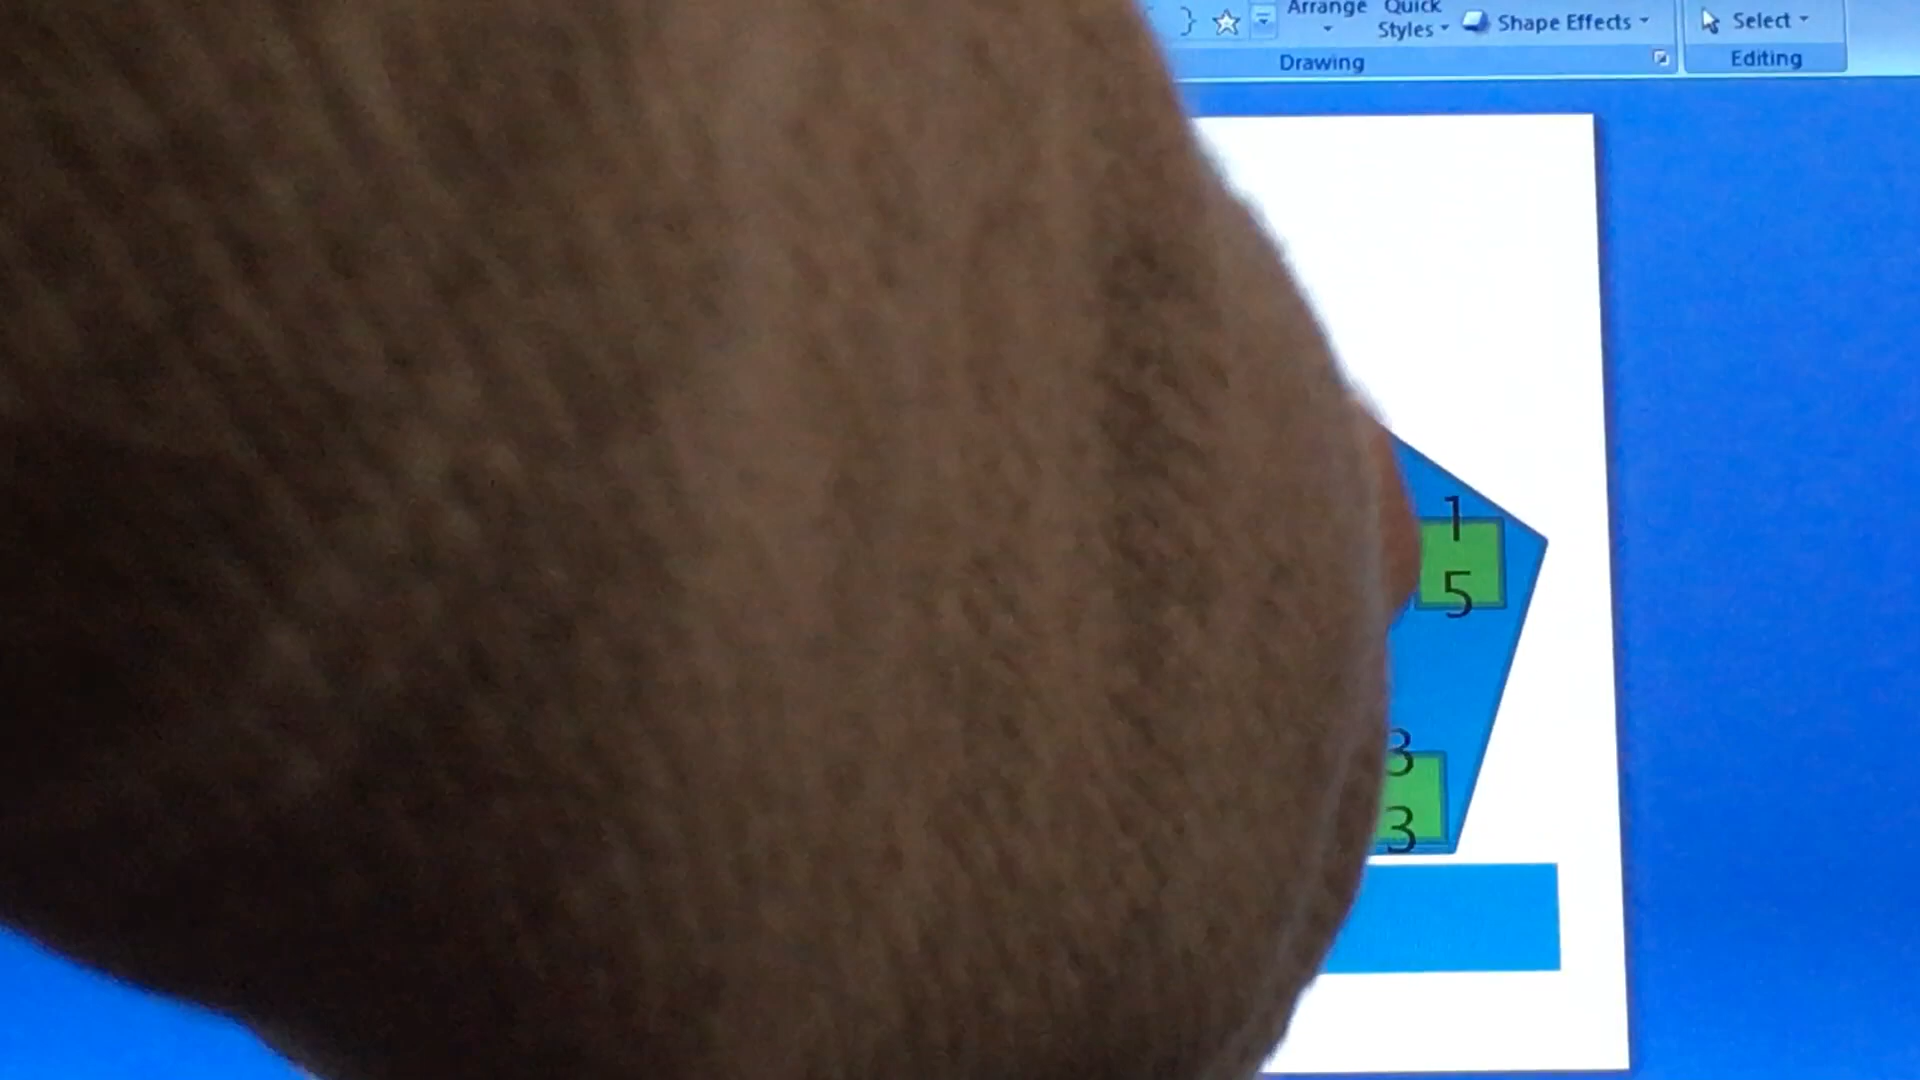 Arrange
Quick
Styles
Shape Effects
Select
Drawing
Editing
1
5
3
3